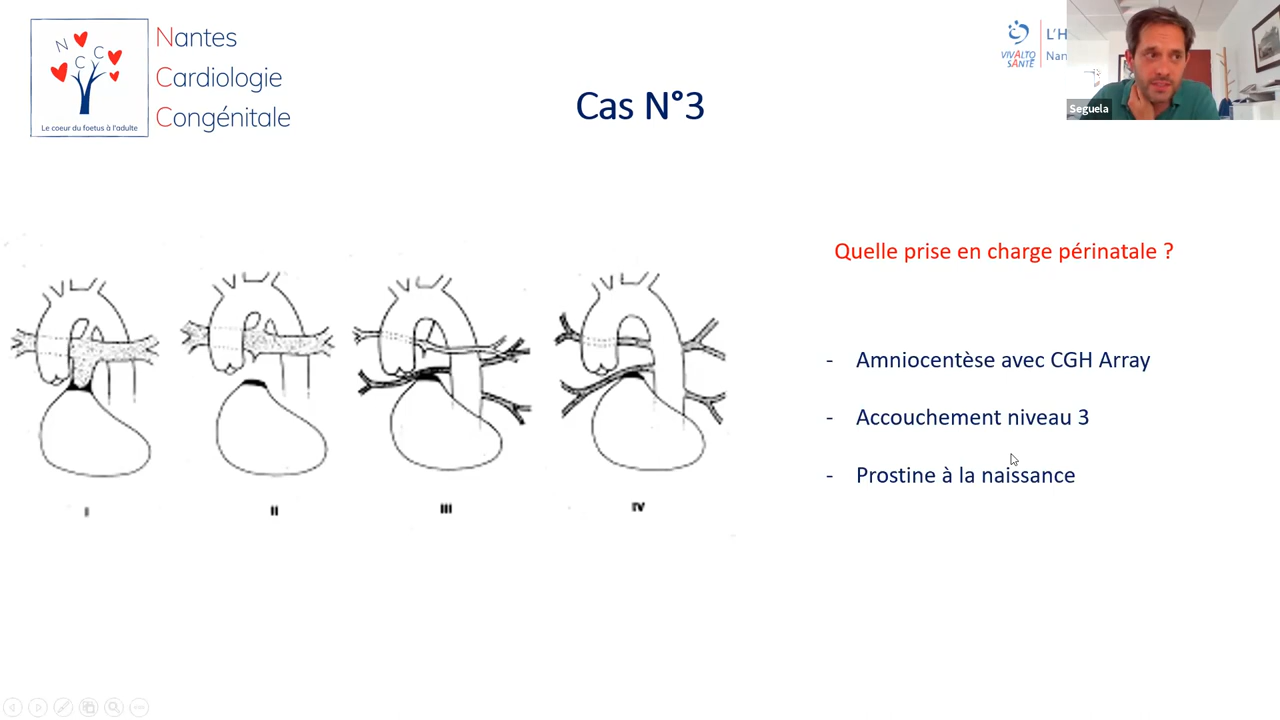 N
C C
C
Le coeur du foetus à l'adulte
Nantes
Cardiologie
Congénitale
VIVALTO
SANTÉ
L'H
Nan
Seguela
Cas N°3
Quelle prise en charge périnatale ?
- Amniocentèse avec CGH Array
- Accouchement niveau 3
- Prostine à la naissance
I II III IV